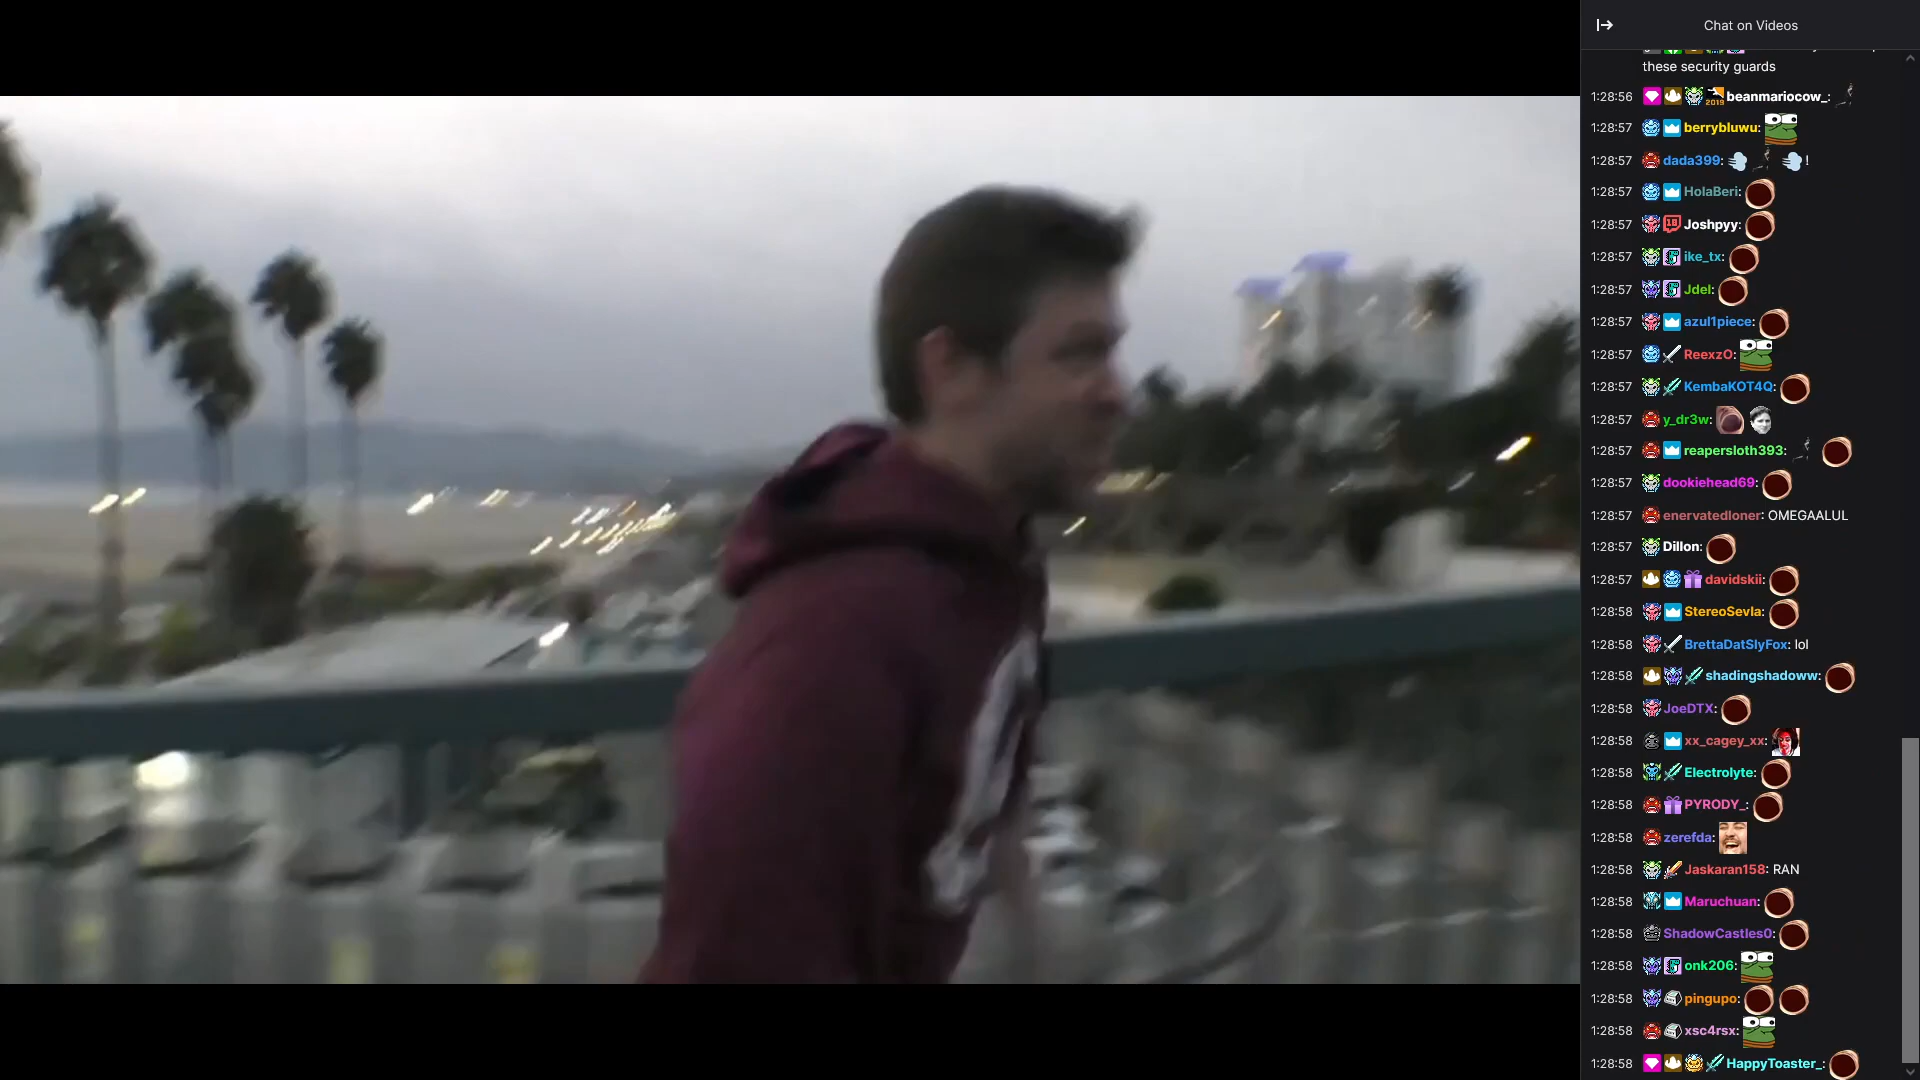 Chat on Videos
these security guards
1:28:56 beanmariocow_:
1:28:57 berrybluwu:
1:28:57 dada399: !
1:28:57 HolaBeri:
1:28:57 Joshpyy:
1:28:57 ike_tx:
1:28:57 Jdel:
1:28:57 azul1piece:
1:28:57 ReexzO:
1:28:57 KembaKOT4Q:
1:28:57 y_dr3w:
1:28:57 reapersloth393:
1:28:57 dookiehead69:
1:28:57 enervatedloner: OMEGAALUL
1:28:57 Dillon:
1:28:57 davidskii:
1:28:58 StereoSevla:
1:28:58 BrettaDatSlyFox: lol
1:28:58 shadingshadoww:
1:28:58 JoeDTX:
1:28:58 xx_cagey_xx:
1:28:58 Electrolyte:
1:28:58 PYRODY_:
1:28:58 zerefda:
1:28:58 Jaskaran158: RAN
1:28:58 Maruchuan:
1:28:58 ShadowCastles0:
1:28:58 onk206:
1:28:58 pingupo:
1:28:58 xsc4rsx:
1:28:58 HappyToaster_: